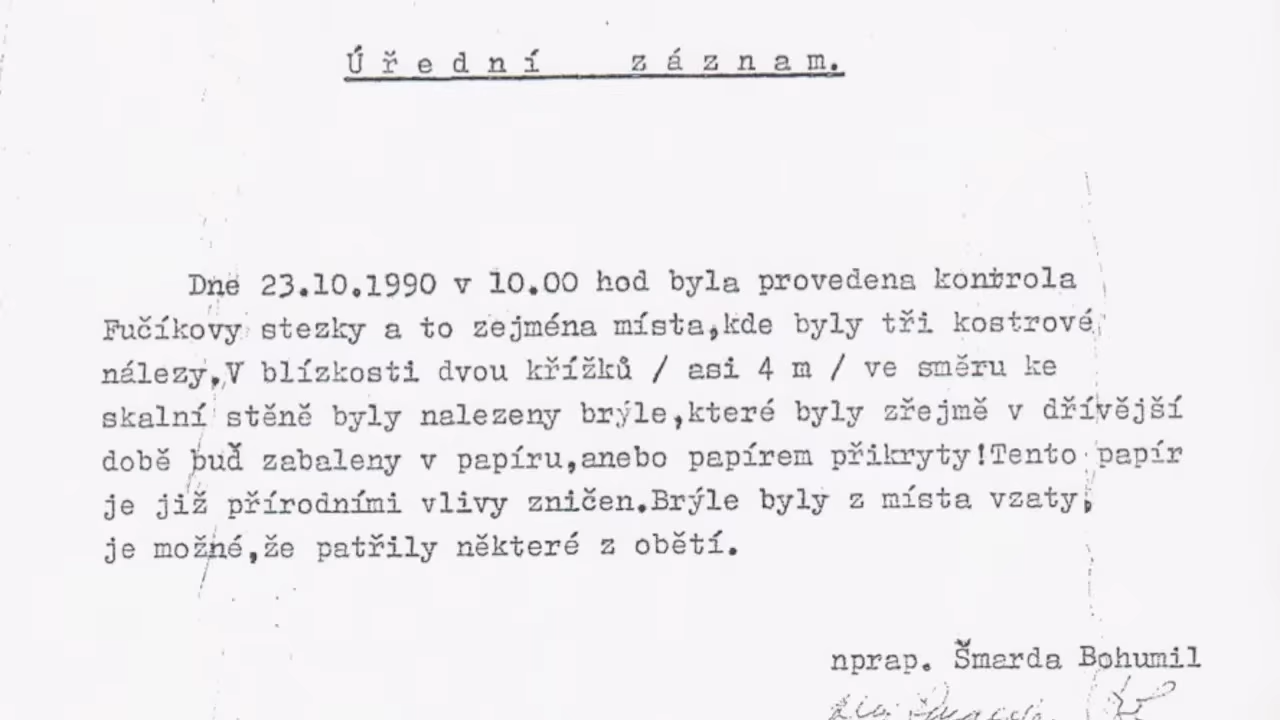 Úřední záznam.
Dne 23.10.1990 v 10.00 hod byla provedena kontrola
Fučíkovy stezky a to zejména místa,kde byly tři kostrové
nálezy.V blízkosti dvou křížků / asi 4 m / ve směru ke
skalní stěně byly nalezeny brýle,které byly zřejmě v dřívější
době buď zabaleny v papíru,anebo papírem přikryty!Tento papír
je již přírodními vlivy zničen.Brýle byly z místa vzaty,
je možné,že patřily některé z obětí.
nprap. Šmarda Bohumil